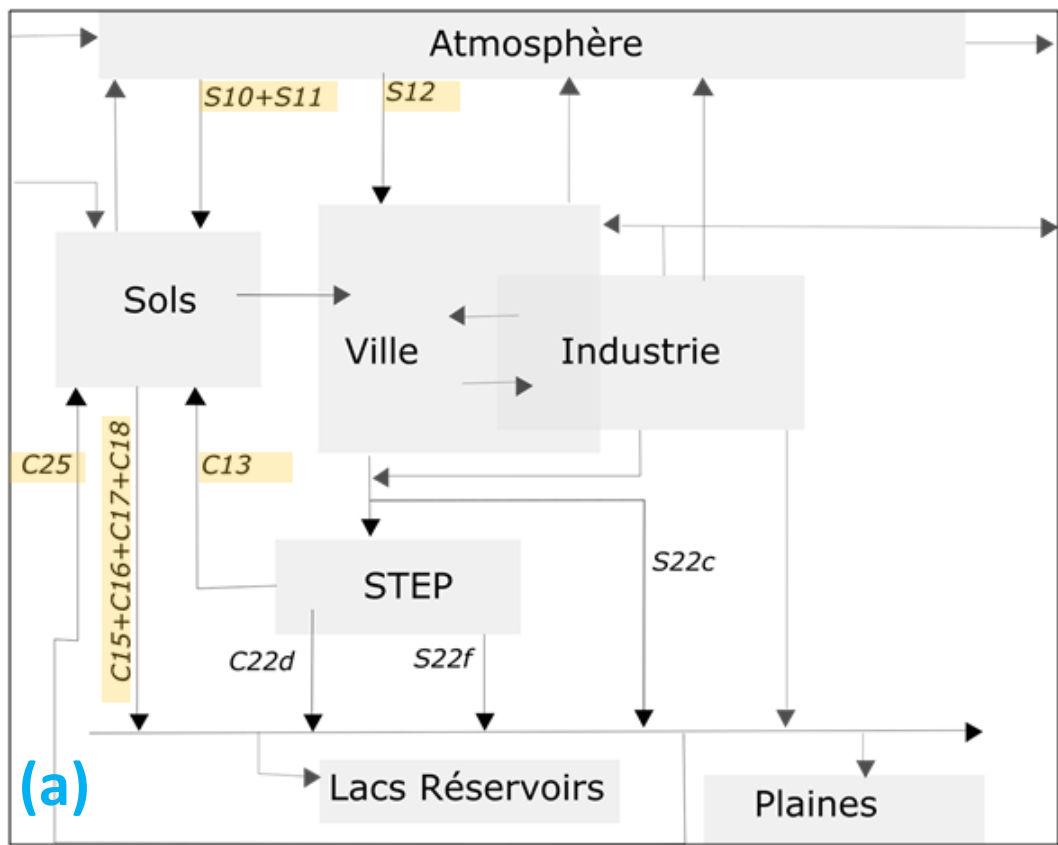 Atmosphère
S10+S11
S12
Sols
Ville
Industrie
C25
C15+C16+C17+C18
C13
STEP
S22c
C22d
S22f
(a)
Lacs Réservoirs
Plaines